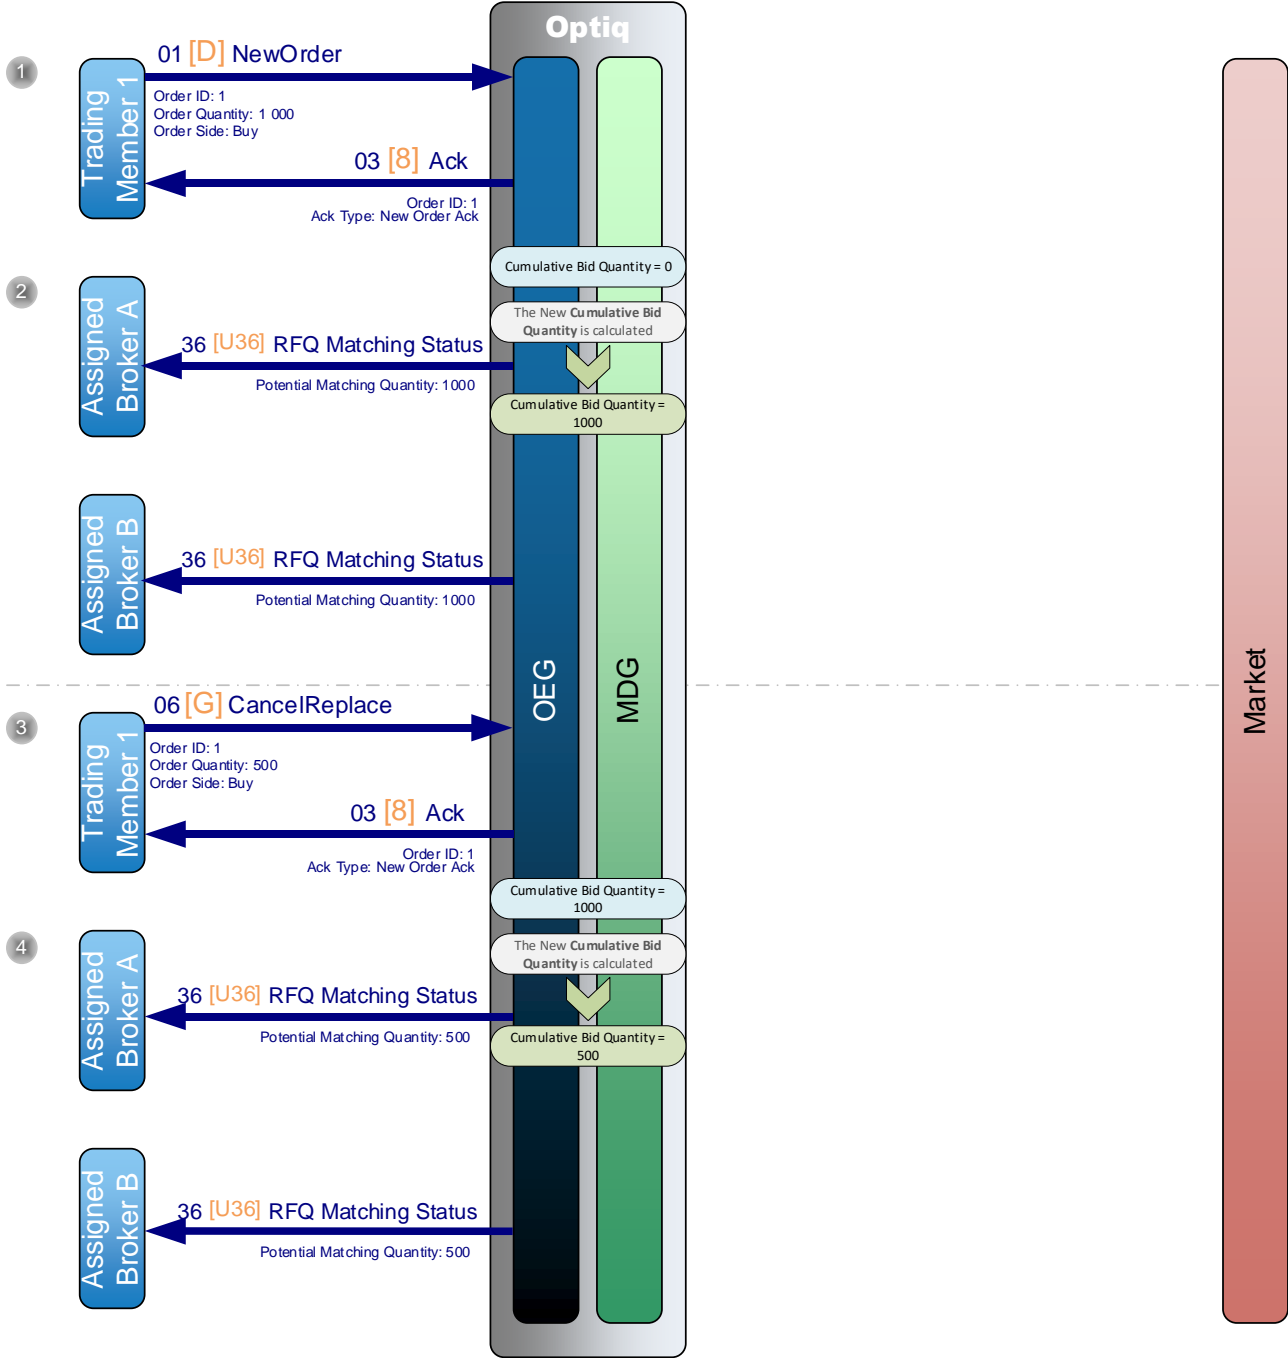 Optiq
1
Trading
Member 1
01 [D] NewOrder
Order ID: 1
Order Quantity: 1 000
Order Side: Buy
03 [8] Ack
Order ID: 1
Ack Type: New Order Ack
Cumulative Bid Quantity = 0
2
Assigned
Broker A
The New Cumulative Bid
Quantity is calculated
36 [U36] RFQ Matching Status
Potential Matching Quantity: 1000
Cumulative Bid Quantity =
1000
Assigned
Broker B
36 [U36] RFQ Matching Status
Potential Matching Quantity: 1000
OEG
MDG
Market
3
Trading
Member 1
06 [G] CancelReplace
Order ID: 1
Order Quantity: 500
Order Side: Buy
03 [8] Ack
Order ID: 1
Ack Type: New Order Ack
Cumulative Bid Quantity =
1000
4
Assigned
Broker A
The New Cumulative Bid
Quantity is calculated
36 [U36] RFQ Matching Status
Potential Matching Quantity: 500
Cumulative Bid Quantity =
500
Assigned
Broker B
36 [U36] RFQ Matching Status
Potential Matching Quantity: 500